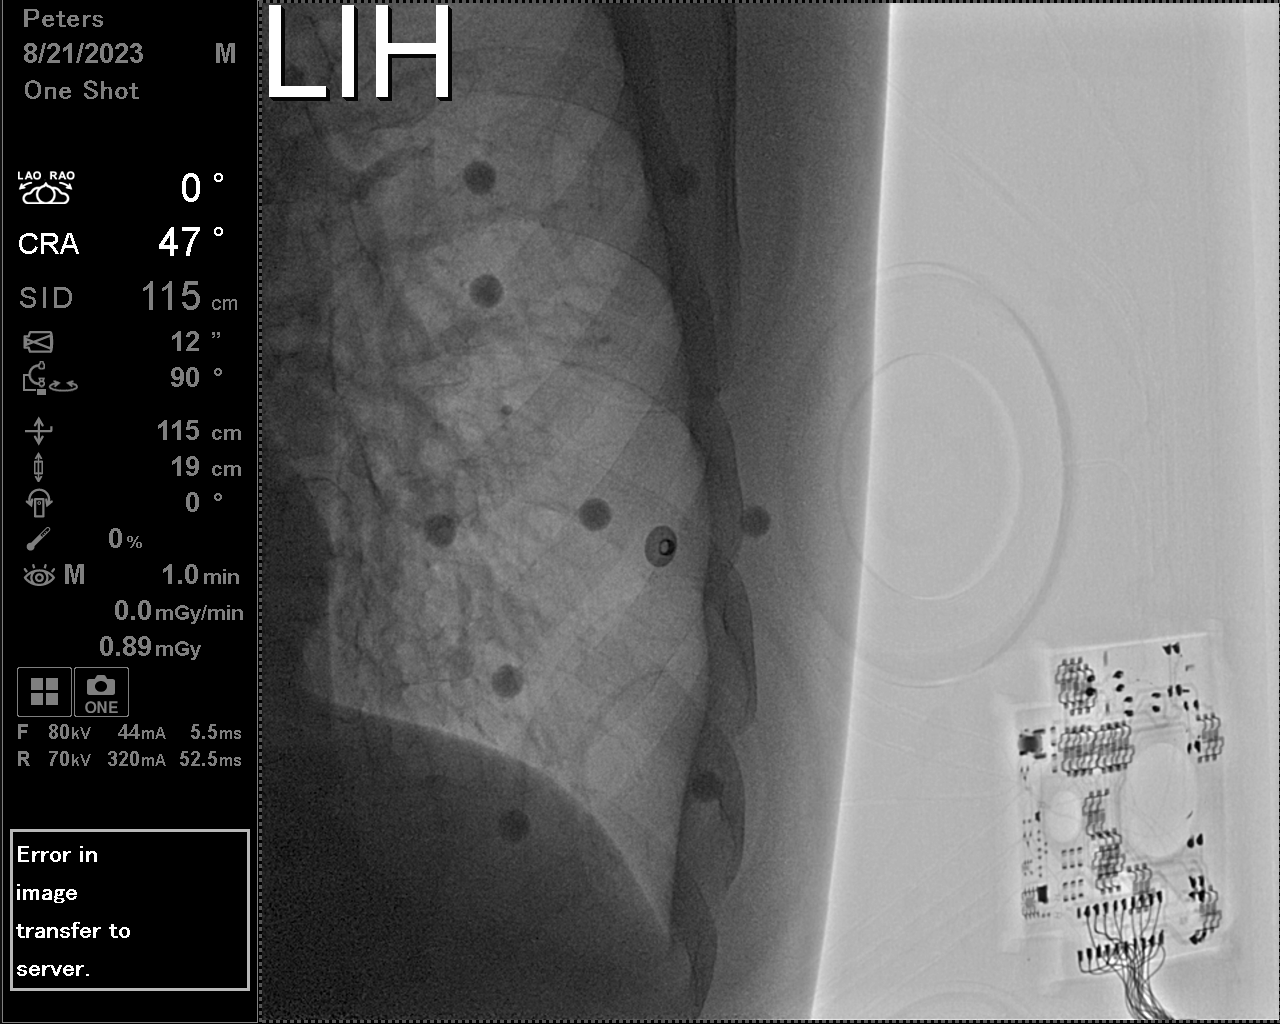 Peters
8/21/2023 M
One Shot
LAO RAO
0 °
CRA 47 °
SID 115 cm
12 ”
90 °
115 cm
19 cm
0 °
0 %
M 1.0 min
0.0 mGy/min
0.89 mGy
ONE
F 80kV 44mA 5.5ms
R 70kV 320mA 52.5ms
Error in
image
transfer to
server.
LIH